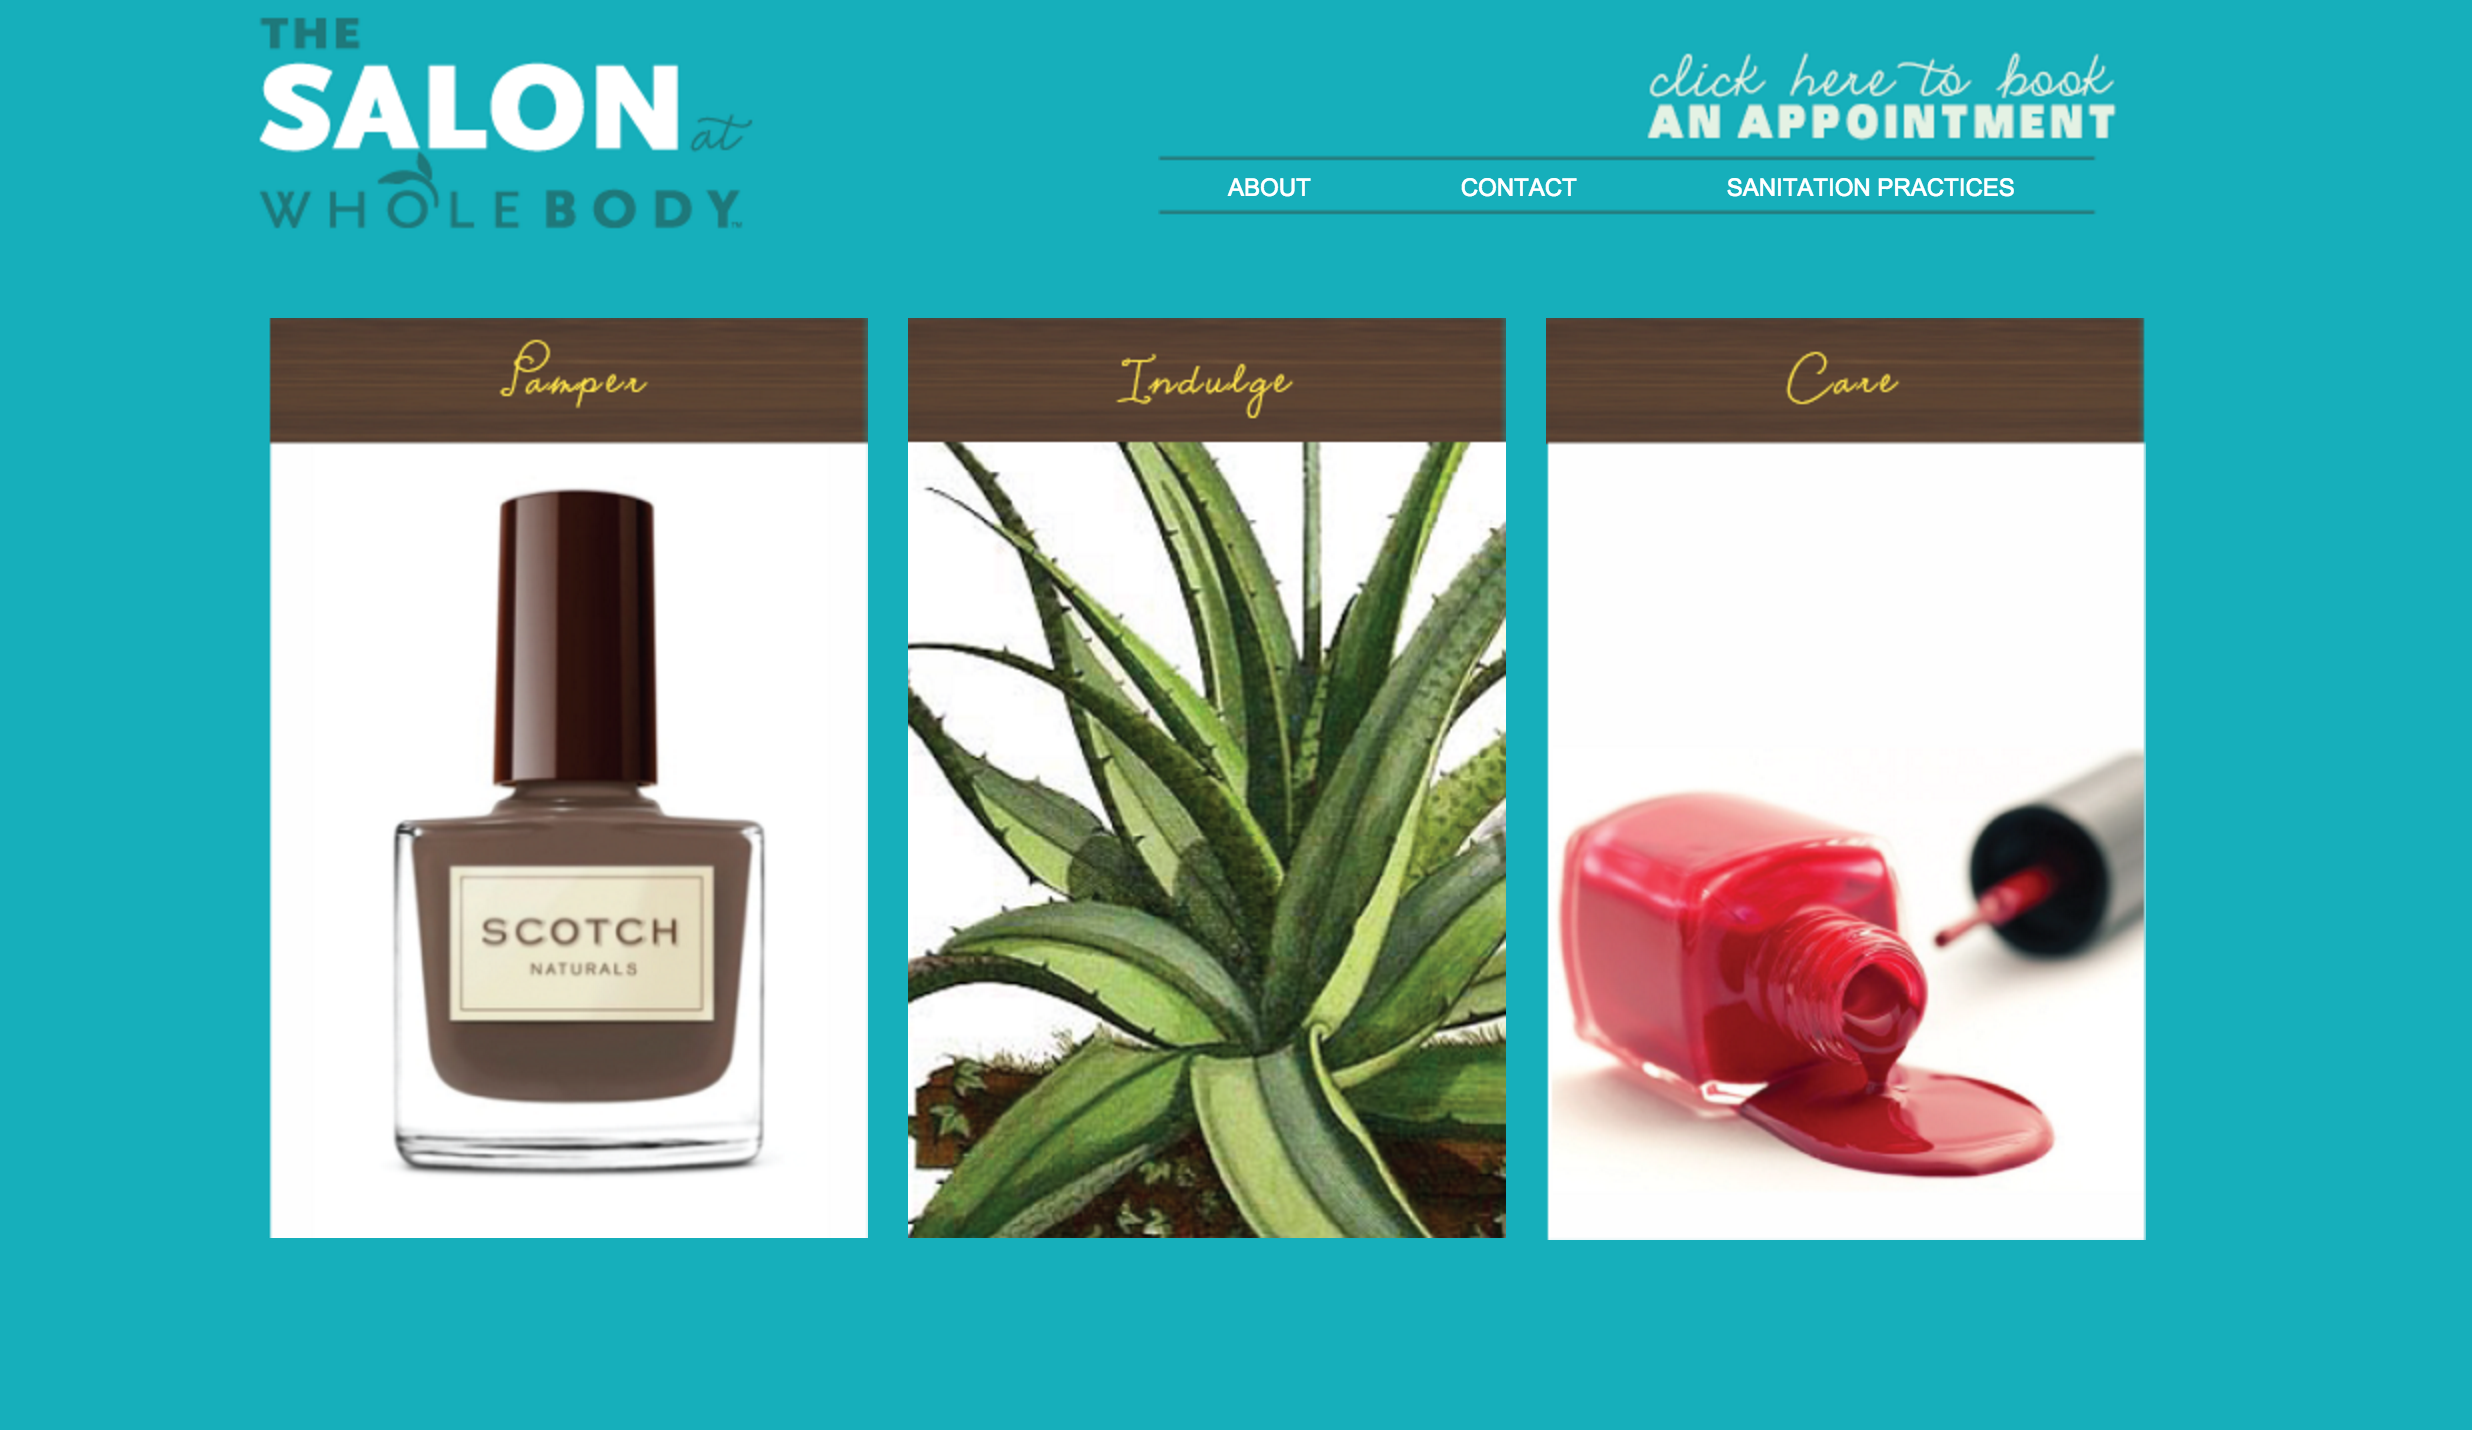 THE
SALON at
WHOLE BODY™
click here to book
AN APPOINTMENT
ABOUT CONTACT SANITATION PRACTICES
Pamper
Indulge
Care
SCOTCH
NATURALS